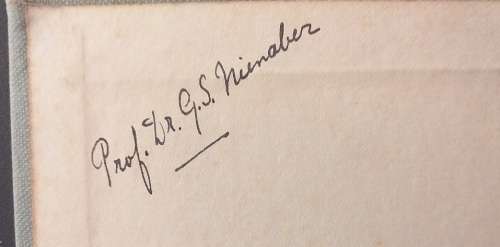 Prof. Dr. G.S. Nienaber